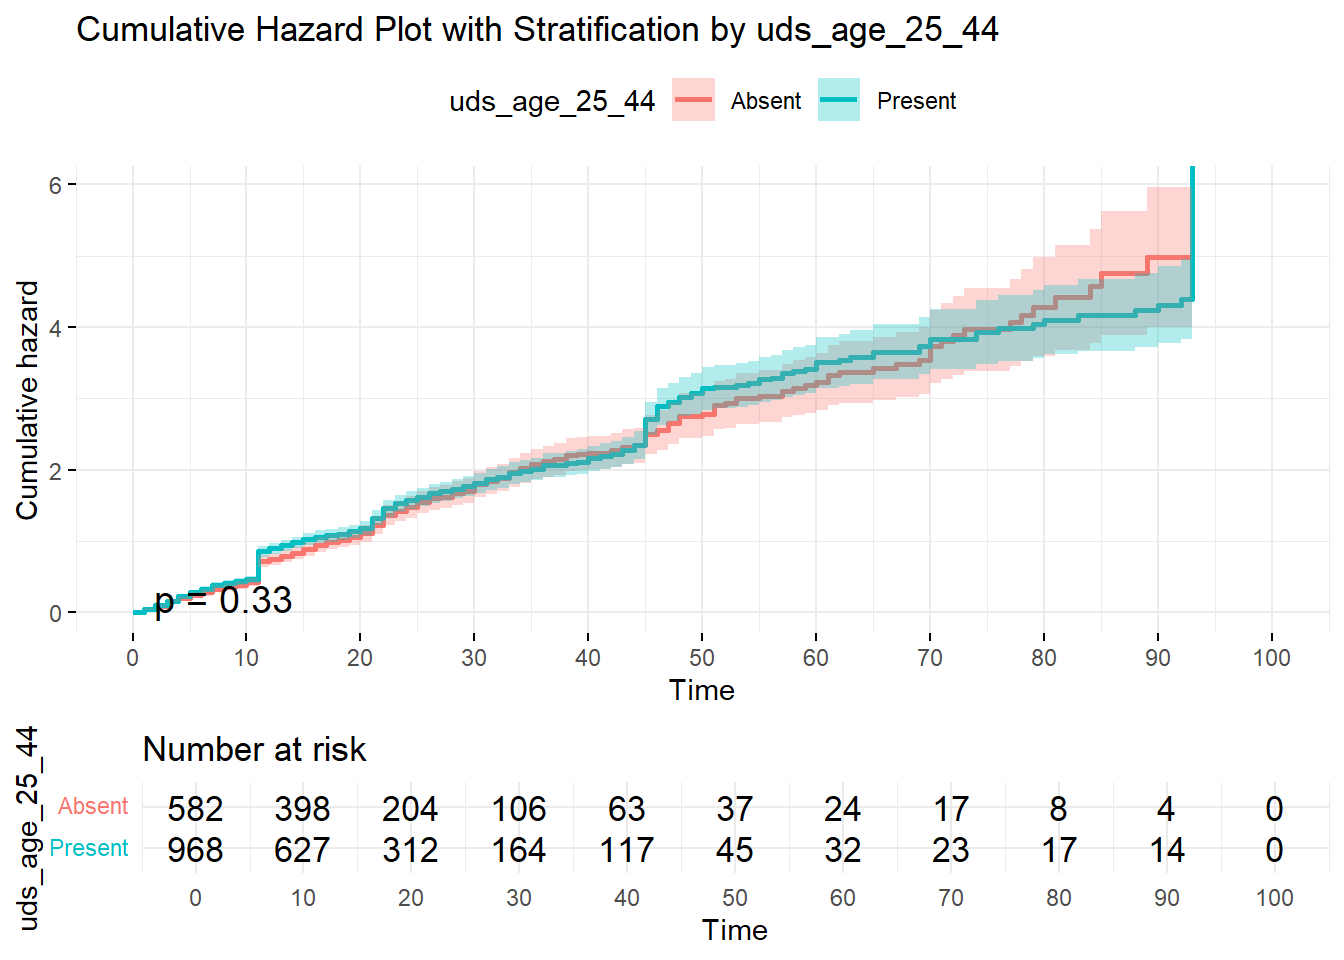 Cumulative Hazard Plot with Stratification by uds_age_25_44
uds_age_25_44 Absent Present
Cumulative hazard
6
4
2
0
p = 0.33
0 10 20 30 40 50 60 70 80 90 100
Time
Number at risk
uds_age_25_44
Absent 582 398 204 106 63 37 24 17 8 4 0
Present 968 627 312 164 117 45 32 23 17 14 0
0 10 20 30 40 50 60 70 80 90 100
Time